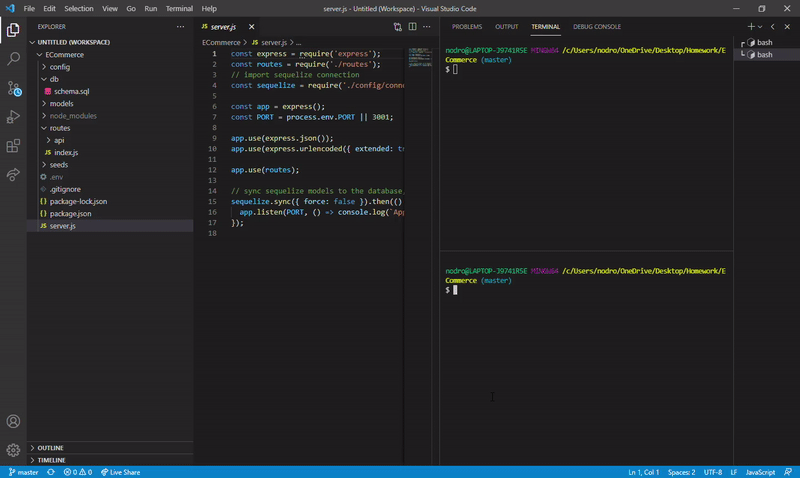 File Edit Selection View Go Run Terminal Help
server.js - Untitled (Workspace) - Visual Studio Code
EXPLORER
UNTITLED (WORKSPACE)
ECommerce
config
db
schema.sql
models
node_modules
routes
api
index.js
seeds
.env
.gitignore
package-lock.json
package.json
server.js
OUTLINE
TIMELINE
server.js
ECommerce > server.js > ...
1 const express = require('express');
2 const routes = require('./routes');
3 // import sequelize connection
4 const sequelize = require('./config/conn
5
6 const app = express();
7 const PORT = process.env.PORT || 3001;
8
9 app.use(express.json());
10 app.use(express.urlencoded({ extended: tr
11
12 app.use(routes);
13
14 // sync sequelize models to the database,
15 sequelize.sync({ force: false }).then(()
16 app.listen(PORT, () => console.log(`App
17 });
18
PROBLEMS OUTPUT TERMINAL DEBUG CONSOLE
nodro@LAPTOP-J9741R5E MINGW64 /c/Users/nodro/OneDrive/Desktop/Homework/E
Commerce (master)
$
nodro@LAPTOP-J9741R5E MINGW64 /c/Users/nodro/OneDrive/Desktop/Homework/E
Commerce (master)
$
bash
bash
master 0 0 Live Share
Ln 1, Col 1 Spaces: 2 UTF-8 LF JavaScript